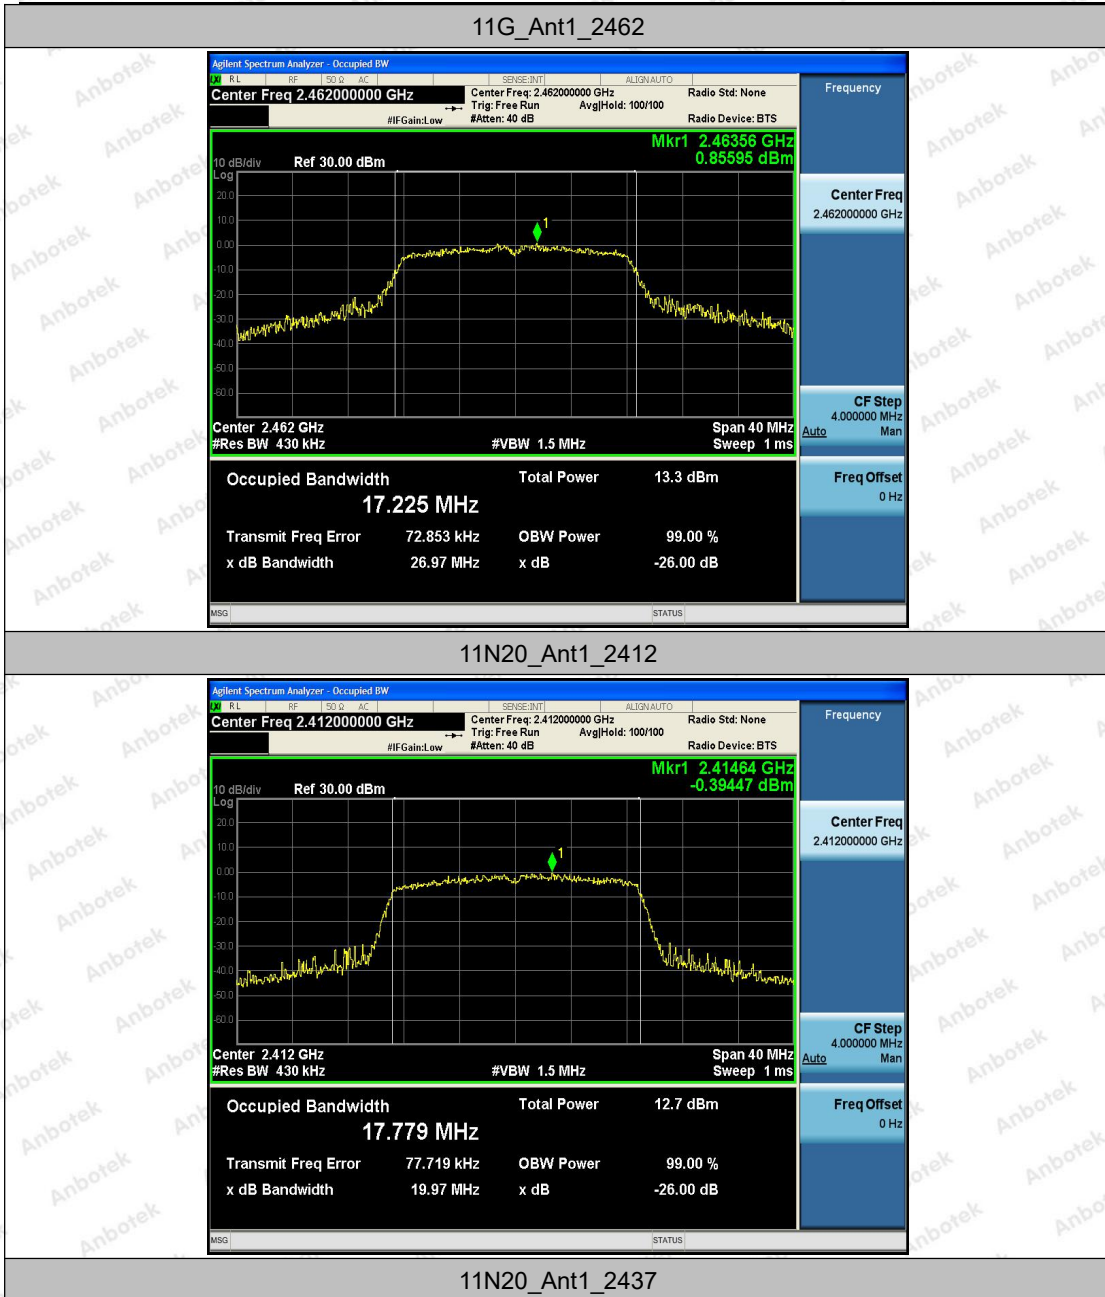 11G_Ant1_2462
Agilent Spectrum Analyzer - Occupied BW
LXI RL RF 50 Ω AC SENSE:INT ALIGNAUTO
Center Freq 2.462000000 GHz
Center Freq: 2.462000000 GHz Radio Std: None
Trig: Free Run Avg|Hold: 100/100
#IFGain:Low #Atten: 40 dB Radio Device: BTS
Frequency
Mkr1 2.46356 GHz
0.85595 dBm
10 dB/div Ref 30.00 dBm
Log
20.0
10.0
0.00
-10.0
-20.0
-30.0
-40.0
-50.0
-60.0
1
Center Freq
2.462000000 GHz
Center 2.462 GHz Span 40 MHz
#Res BW 430 kHz #VBW 1.5 MHz Sweep 1 ms
CF Step
4.000000 MHz
Auto Man
Occupied Bandwidth Total Power 13.3 dBm
17.225 MHz
Transmit Freq Error 72.853 kHz OBW Power 99.00 %
x dB Bandwidth 26.97 MHz x dB -26.00 dB
Freq Offset
0 Hz
MSG STATUS
11N20_Ant1_2412
Agilent Spectrum Analyzer - Occupied BW
LXI RL RF 50 Ω AC SENSE:INT ALIGNAUTO
Center Freq 2.412000000 GHz
Center Freq: 2.412000000 GHz Radio Std: None
Trig: Free Run Avg|Hold: 100/100
#IFGain:Low #Atten: 40 dB Radio Device: BTS
Frequency
Mkr1 2.41464 GHz
-0.39447 dBm
10 dB/div Ref 30.00 dBm
Log
20.0
10.0
0.00
-10.0
-20.0
-30.0
-40.0
-50.0
-60.0
1
Center Freq
2.412000000 GHz
Center 2.412 GHz Span 40 MHz
#Res BW 430 kHz #VBW 1.5 MHz Sweep 1 ms
CF Step
4.000000 MHz
Auto Man
Occupied Bandwidth Total Power 12.7 dBm
17.779 MHz
Transmit Freq Error 77.719 kHz OBW Power 99.00 %
x dB Bandwidth 19.97 MHz x dB -26.00 dB
Freq Offset
0 Hz
MSG STATUS
11N20_Ant1_2437
Anbotek